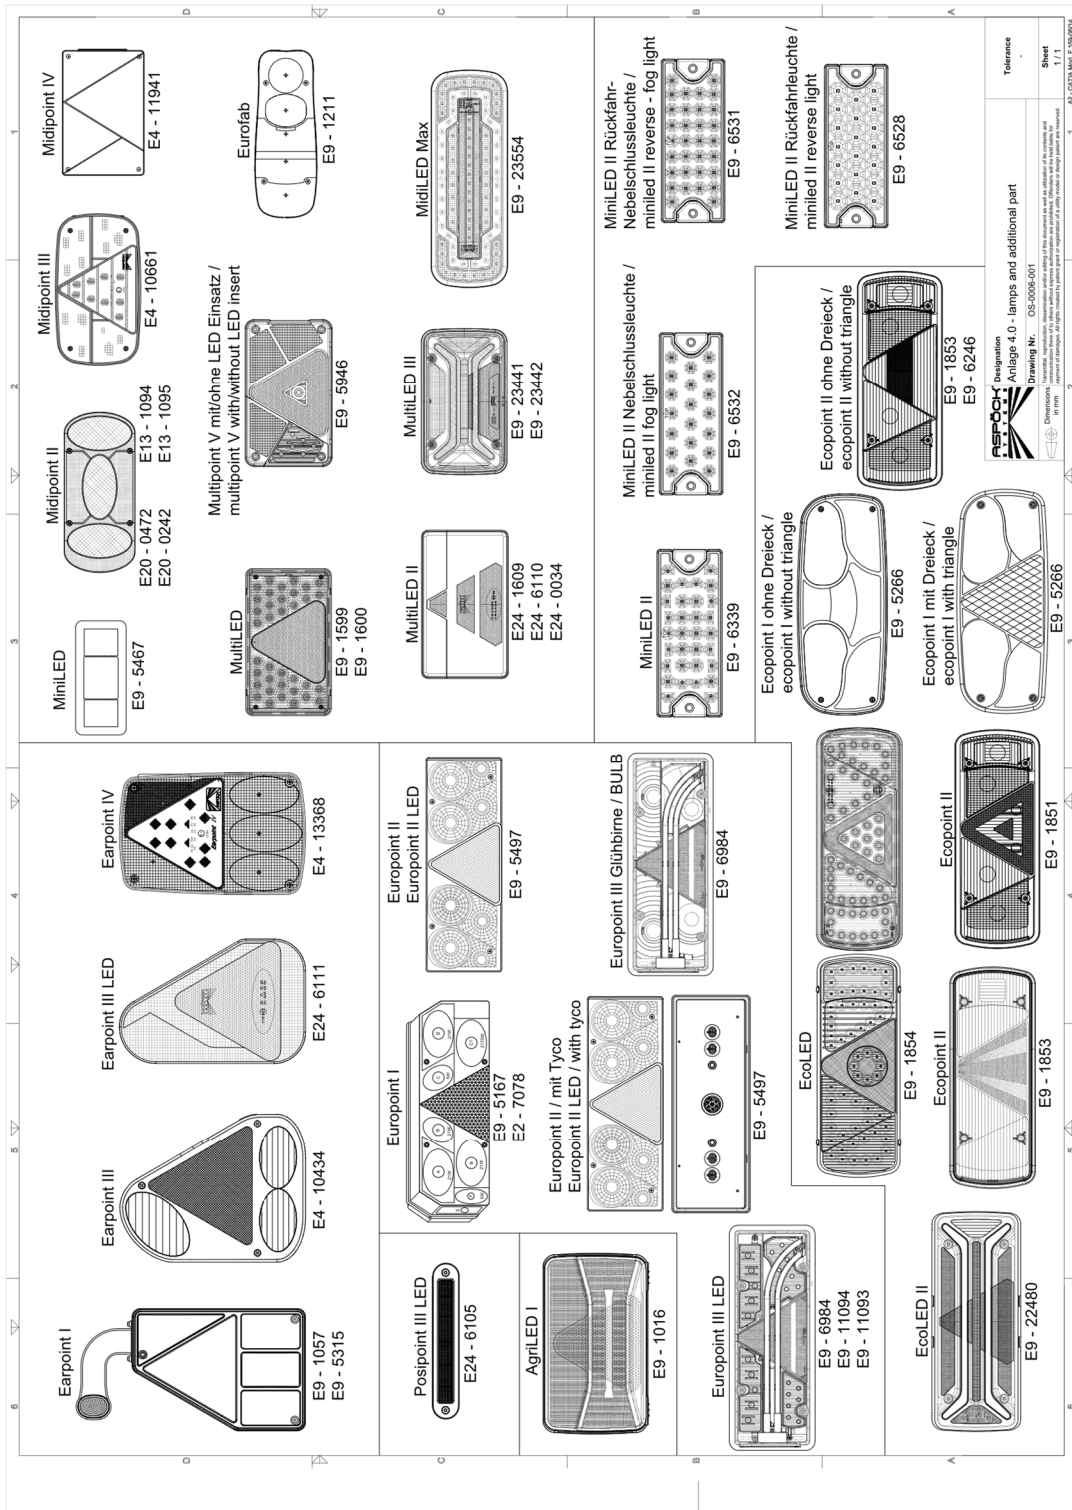 Earpoint I
E9 - 1057
E9 - 5315
Earpoint III
E4 - 10434
Earpoint III LED
E24 - 6111
Earpoint IV
E4 - 13368
MiniLED
E9 - 5467
Midipoint II
E20 - 0472
E20 - 0242
E13 - 1094
E13 - 1095
Midipoint III
E4 - 10661
Midipoint IV
E4 - 11941
MultiLED
E9 - 1599
E9 - 1600
Multipoint V mit/ohne LED Einsatz /
multipoint V with/without LED insert
E9 - 5946
Eurofab
E9 - 1211
MultiLED II
E24 - 1609
E24 - 6110
E24 - 0034
MultiLED III
E9 - 23441
E9 - 23442
MidiLED Max
E9 - 23554
Posipoint III LED
E24 - 6105
Europoint I
E9 - 5167
E2 - 7078
Europoint II
Europoint II LED
E9 - 5497
AgriLED I
E9 - 1016
Europoint II / mit Tyco
Europoint II LED / with tyco
E9 - 5497
Europoint III Glühbirne / BULB
E9 - 6984
MiniLED II
E9 - 6339
MiniLED II Nebelschlussleuchte /
miniled II fog light
E9 - 6532
MiniLED II Rückfahr-
Nebelschlussleuchte /
miniled II reverse - fog light
E9 - 6531
MiniLED II Rückfahrleuchte /
miniled II reverse light
E9 - 6528
Europoint III LED
E9 - 6984
E9 - 11094
E9 - 11093
EcoLED
E9 - 1854
Ecopoint I ohne Dreieck /
ecopoint I without triangle
E9 - 5266
Ecopoint II ohne Dreieck /
ecopoint II without triangle
E9 - 1853
E9 - 6246
EcoLED II
E9 - 22480
Ecopoint II
E9 - 1853
Ecopoint II
E9 - 1851
Ecopoint I mit Dreieck /
ecopoint I with triangle
E9 - 5266
ASPÖCK
SYSTEMS
Designation
Anlage 4.0 - lamps and additional part
Tolerance
-
Dimensions
in mm
Drawing Nr.
OS-0006-001
Sheet
1 / 1